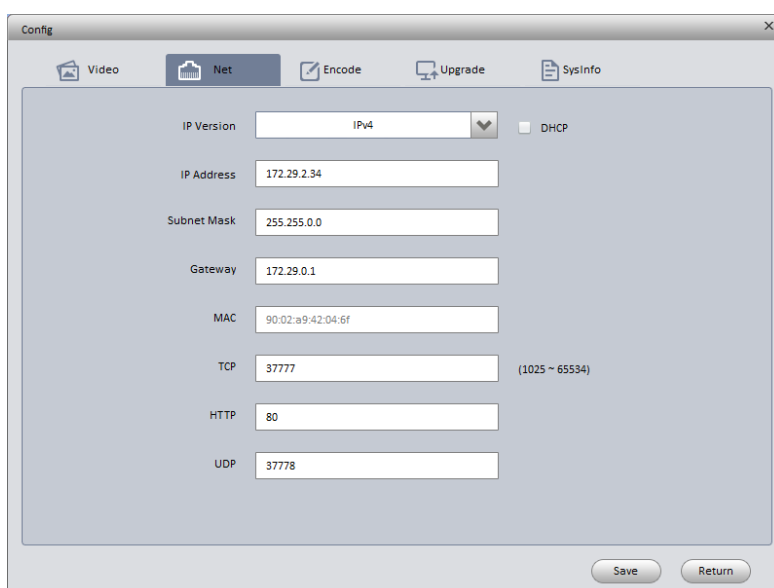 Config
Video Net Encode Upgrade SysInfo
IP Version IPv4 DHCP
IP Address 172.29.2.34
Subnet Mask 255.255.0.0
Gateway 172.29.0.1
MAC 90:02:a9:42:04:6f
TCP 37777 (1025 ~ 65534)
HTTP 80
UDP 37778
Save Return